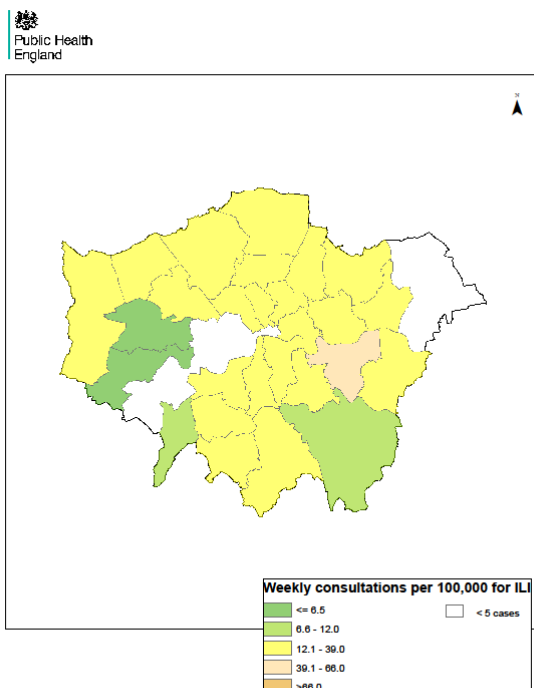 Public Health
England
N
Weekly consultations per 100,000 for ILI
<= 6.5
< 5 cases
6.6 - 12.0
12.1 - 39.0
39.1 - 66.0
>66.0